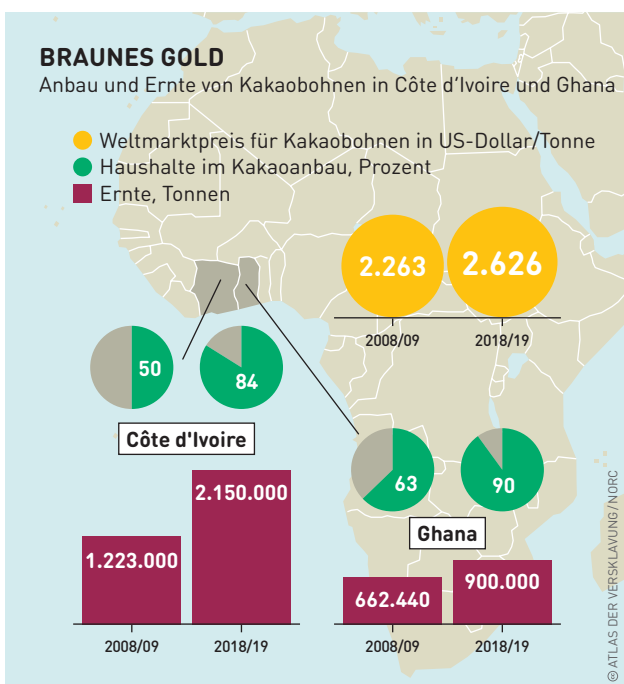 BRAUNES GOLD
Anbau und Ernte von Kakaobohnen in Côte d’Ivoire und Ghana
Weltmarktpreis für Kakaobohnen in US-Dollar/Tonne
Haushalte im Kakaoanbau, Prozent
Ernte, Tonnen
2.263
2.626
2008/09
2018/19
50
84
Côte d'Ivoire
1.223.000
2.150.000
2008/09
2018/19
63
90
Ghana
662.440
900.000
2008/09
2018/19
© ATLAS DER VERSKLAVUNG / NORC